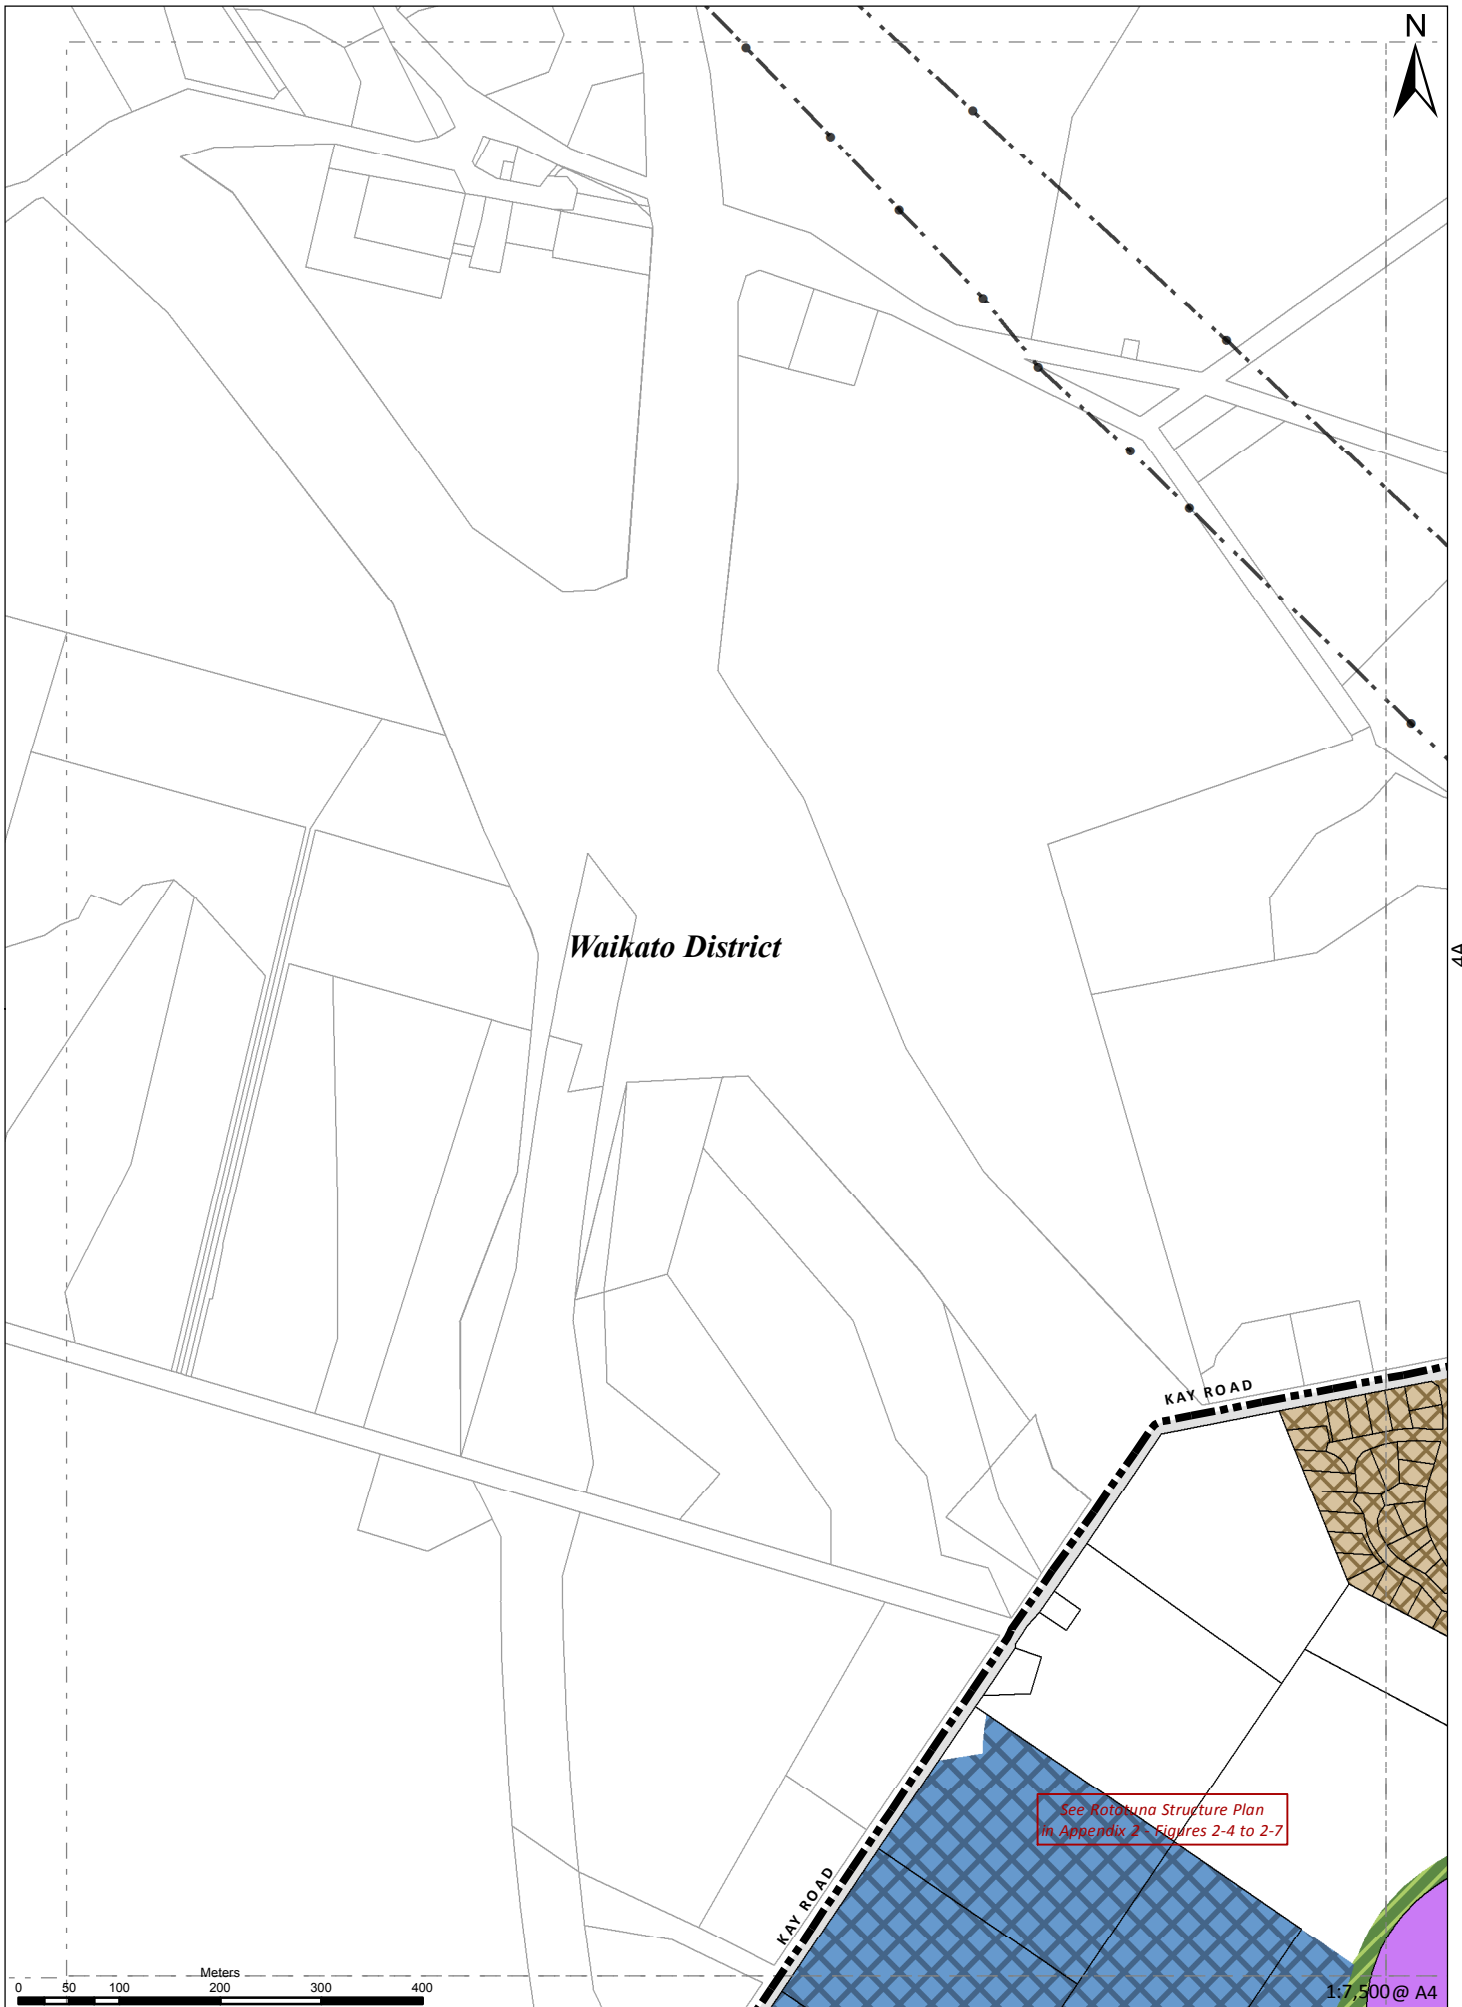 N
Waikato District
4A
KAY ROAD
See Rototuna Structure Plan
in Appendix 2 - Figures 2-4 to 2-7
KAY ROAD
Meters
0 50 100 200 300 400
1:7,500 @ A4